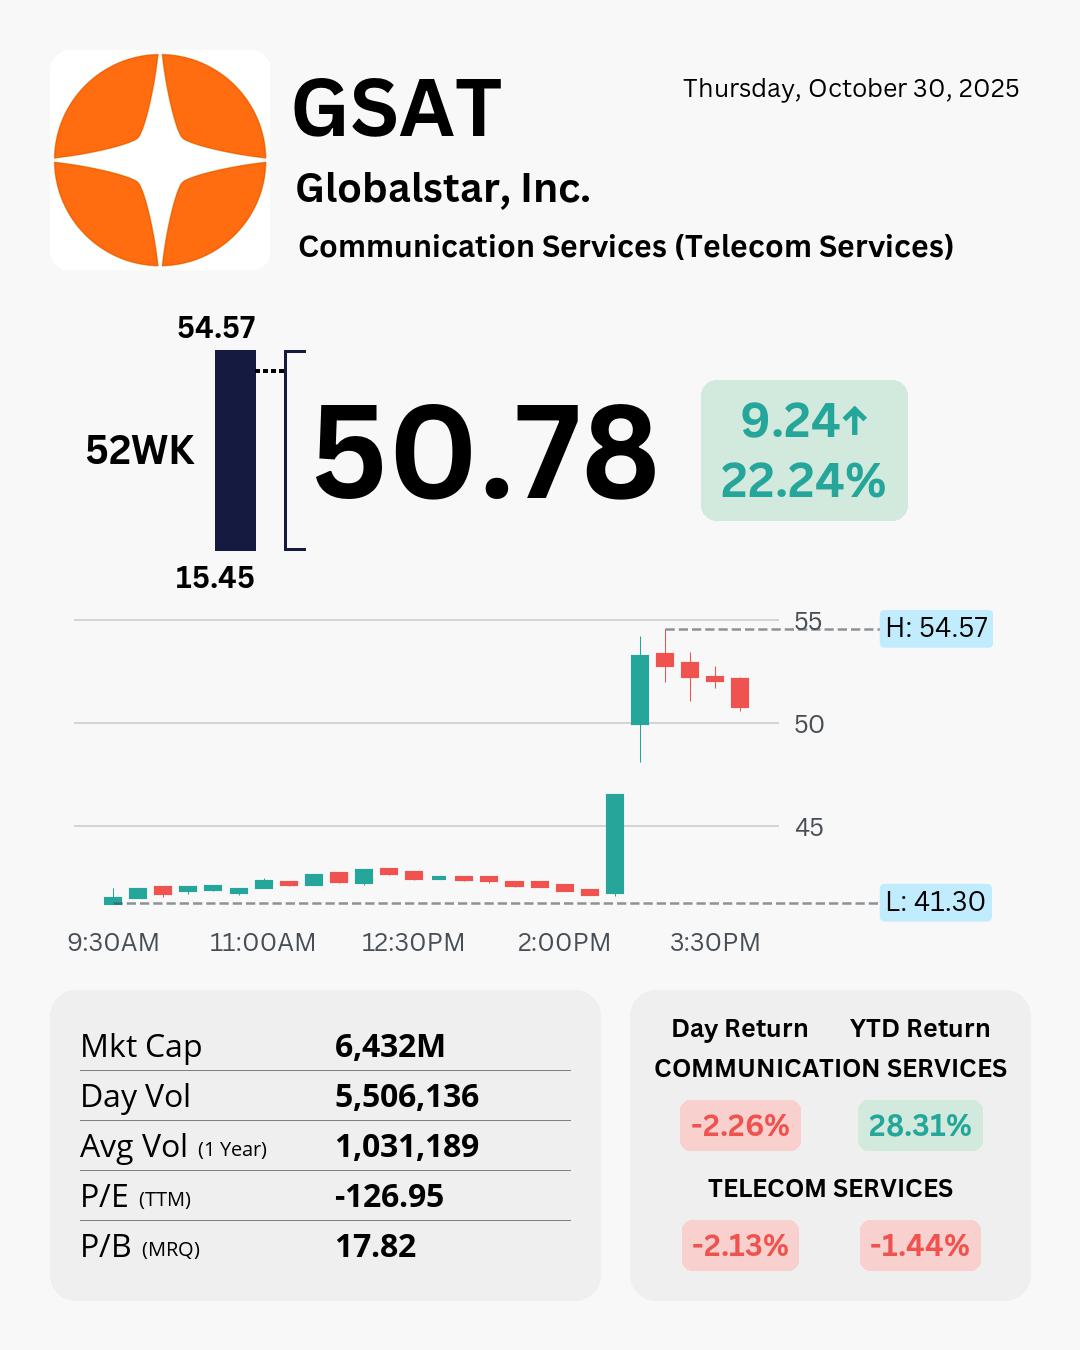 GSAT
Thursday, October 30, 2025
Globalstar, Inc.
Communication Services (Telecom Services)
54.57
52WK
50.78
9.24↑
22.24%
15.45
55
H: 54.57
50
45
L: 41.30
9:30AM 11:00AM 12:30PM 2:00PM 3:30PM
Mkt Cap 6,432M
Day Vol 5,506,136
Avg Vol (1 Year) 1,031,189
P/E (TTM) -126.95
P/B (MRQ) 17.82
Day Return YTD Return
COMMUNICATION SERVICES
-2.26% 28.31%
TELECOM SERVICES
-2.13% -1.44%